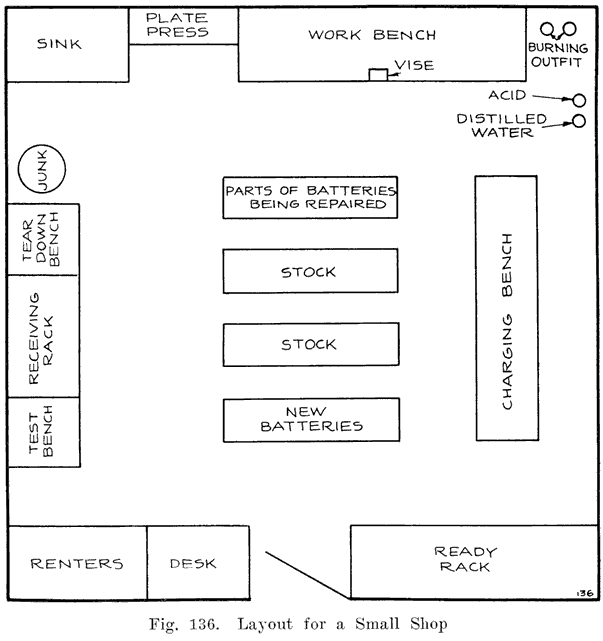 SINK
PLATE
PRESS
WORK BENCH
VISE
BURNING
OUTFIT
ACID
DISTILLED
WATER
JUNK
TEAR
DOWN
BENCH
RECEIVING
RACK
TEST
BENCH
PARTS OF BATTERIES
BEING REPAIRED
STOCK
STOCK
NEW
BATTERIES
CHARGING BENCH
RENTERS
DESK
READY
RACK
136
Fig. 136. Layout for a Small Shop